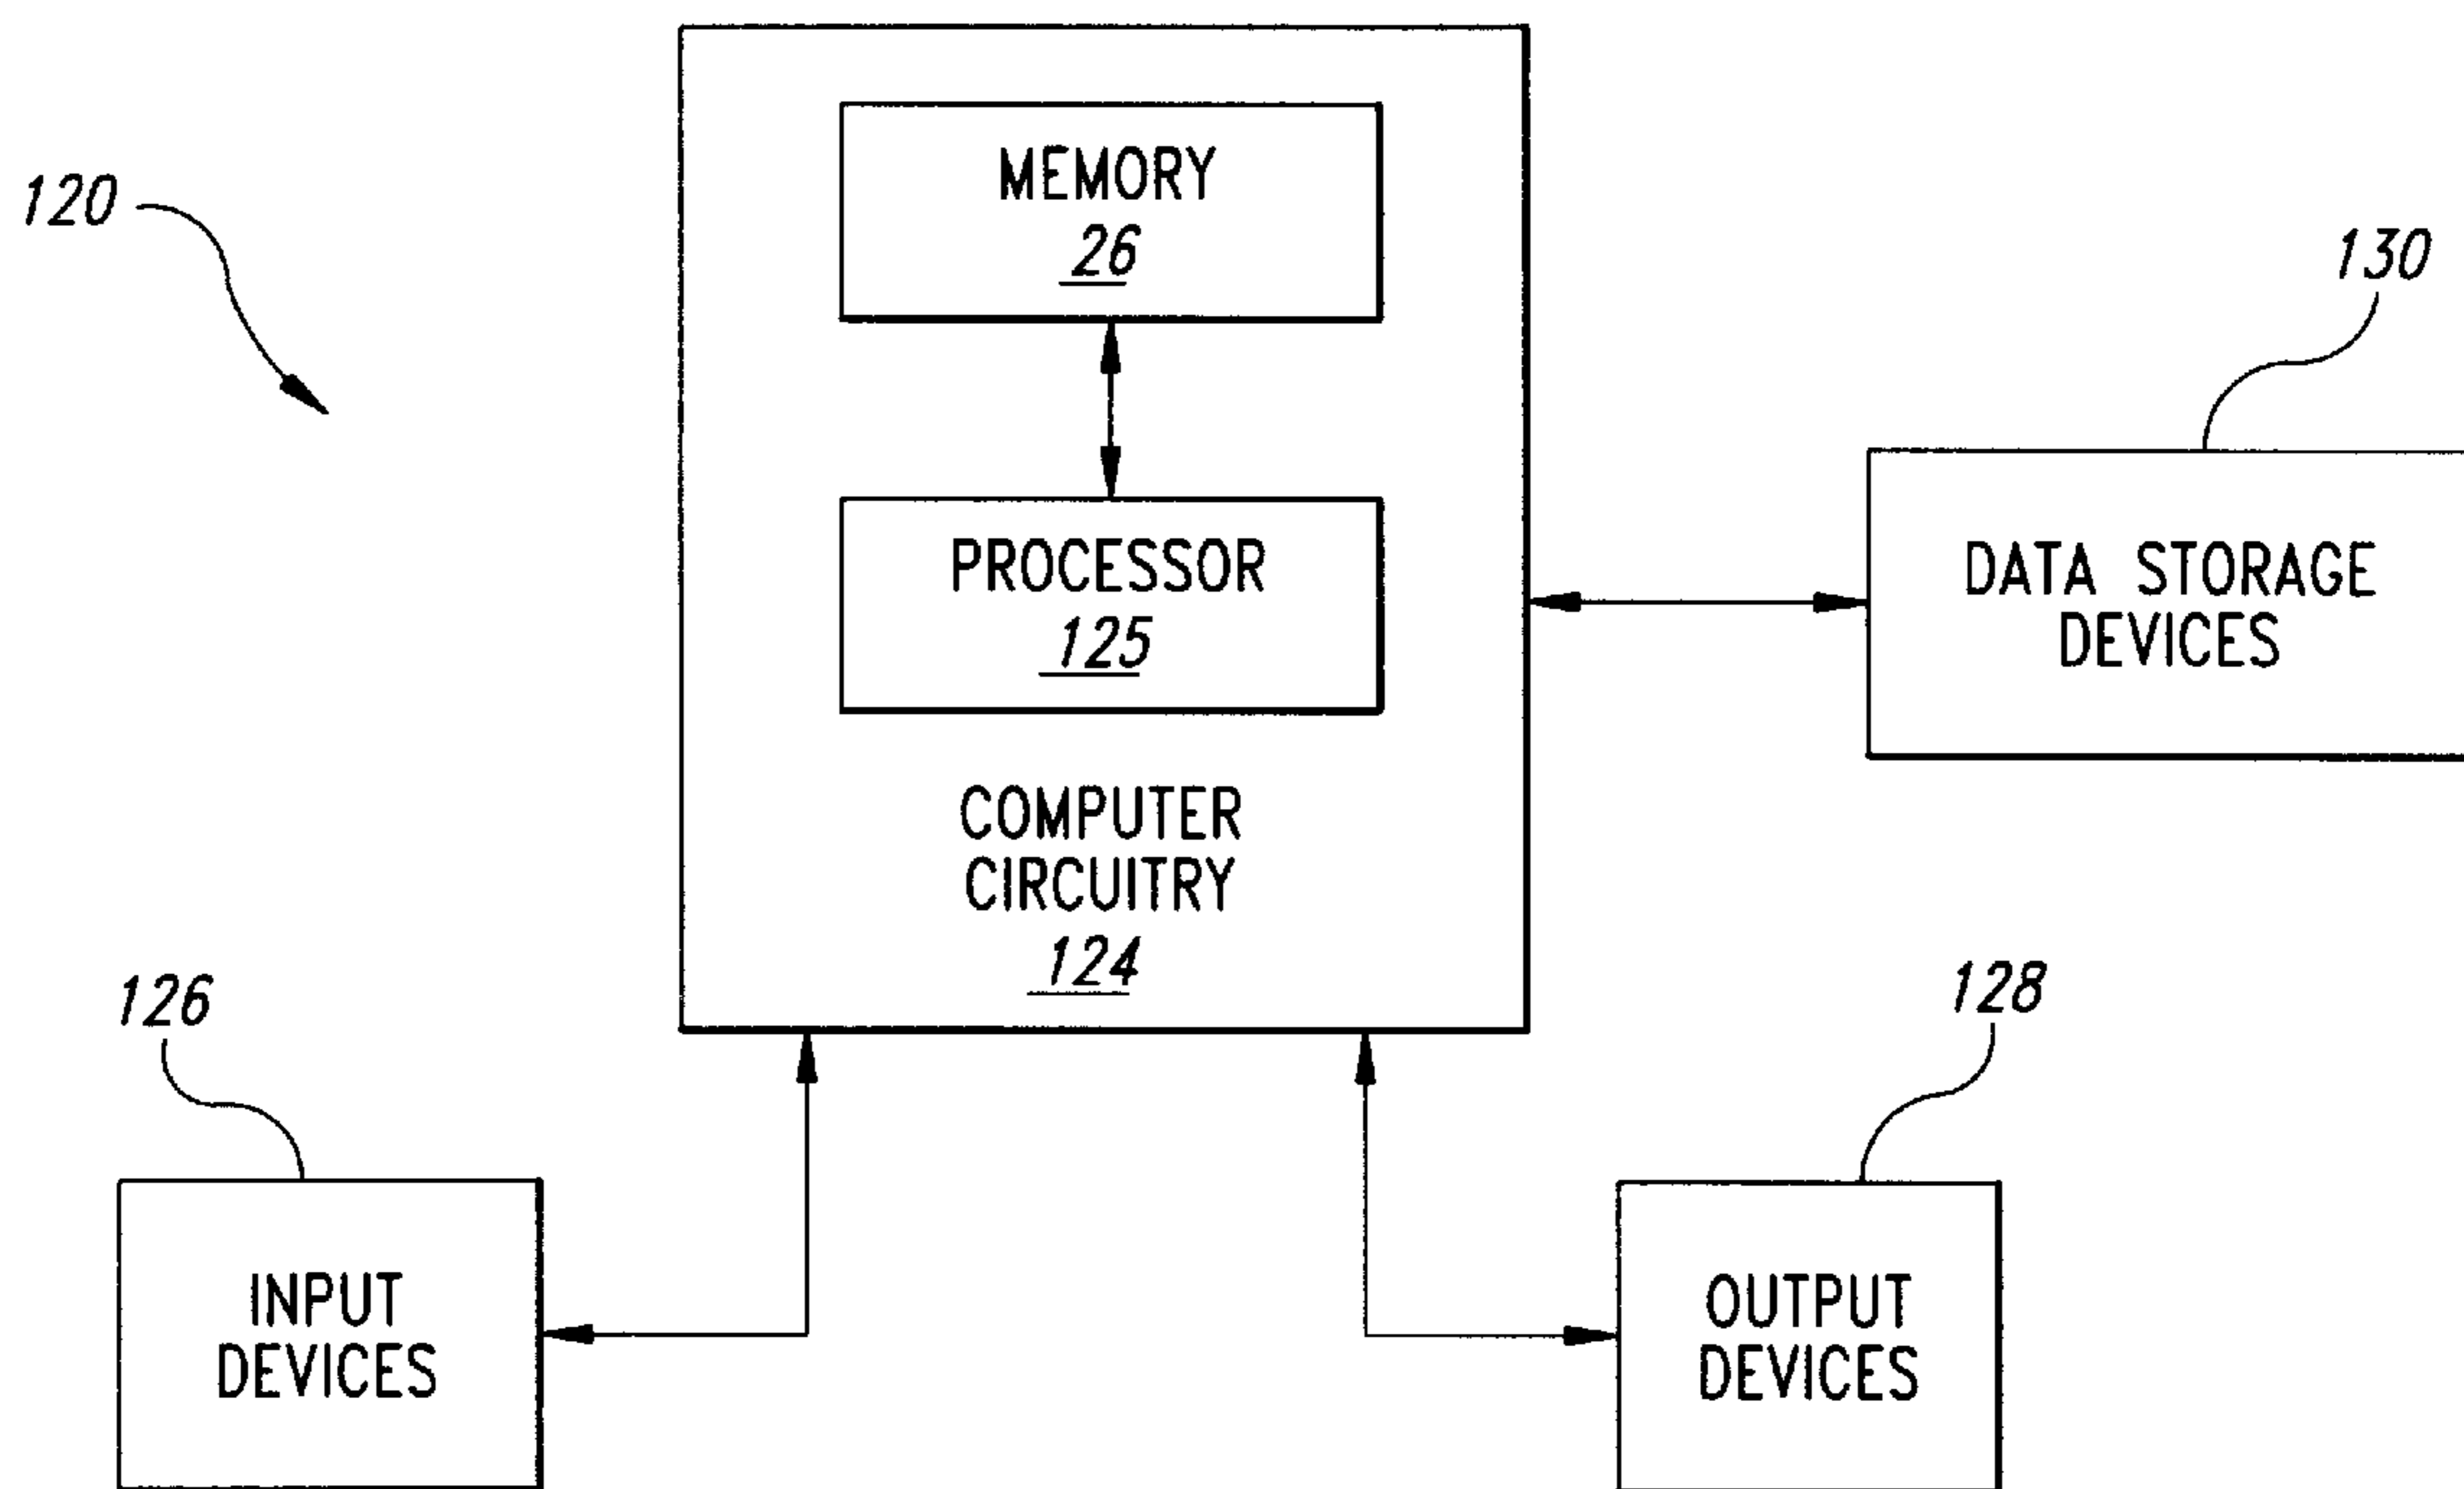 120
MEMORY
26
130
PROCESSOR
125
DATA STORAGE
DEVICES
COMPUTER
CIRCUITRY
124
126
128
INPUT
DEVICES
OUTPUT
DEVICES